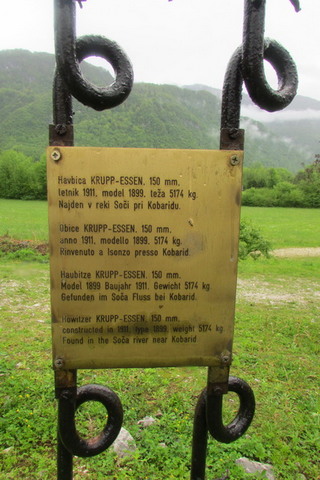 Havbica KRUPP-ESSEN, 150 mm,
letnik 1911, model 1899, teža 5174 kg
Najden v reki Soči pri Kobaridu.
Obice KRUPP-ESSEN, 150 mm.
anno 1911, modello 1899, 5174 kg.
Rinvenuto a Isonzo presso Kobarid.
Haubitze KRUPP-ESSEN, 150 mm.
Model 1899 Baujahr 1911, Gewicht 5174 kg
Gefunden im Soča Fluss bei Kobarid.
Howitzer KRUPP-ESSEN, 150 mm,
constructed in 1911, type 1899, weight 5174 kg
Found in the Soča river near Kobarid